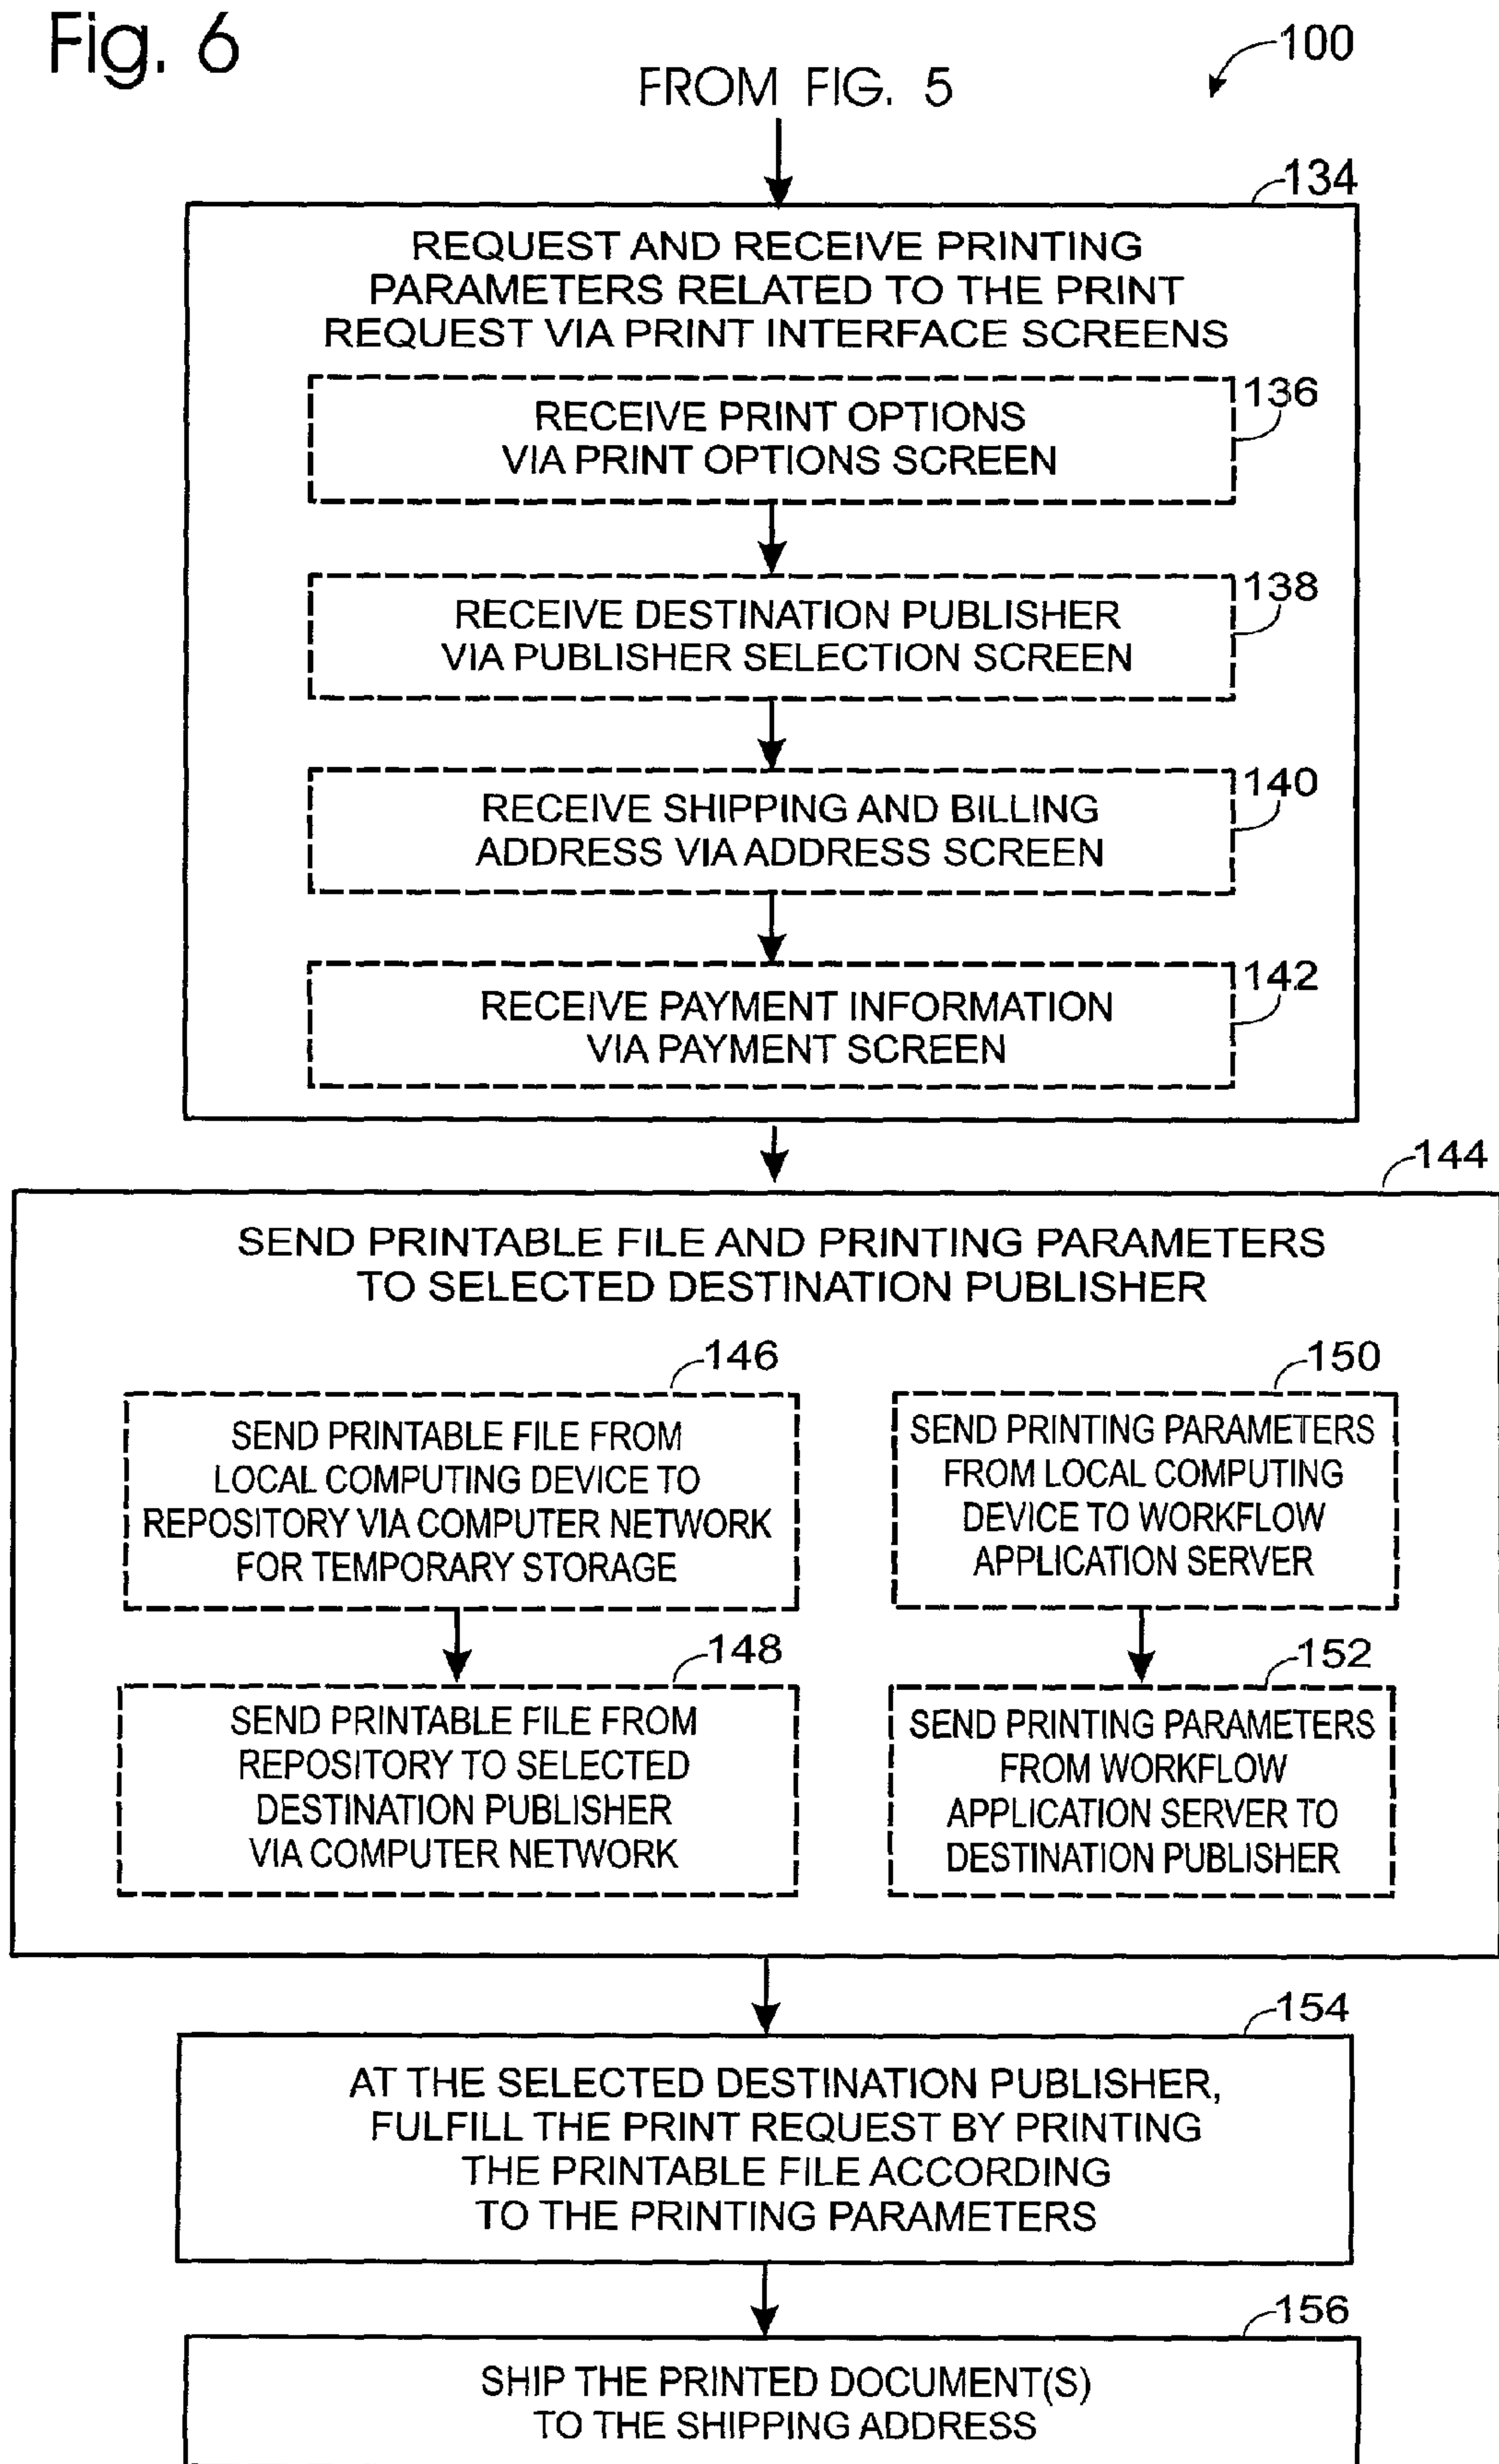 Fig. 6
100
FROM FIG. 5
134
REQUEST AND RECEIVE PRINTING
PARAMETERS RELATED TO THE PRINT
REQUEST VIA PRINT INTERFACE SCREENS
136
RECEIVE PRINT OPTIONS
VIA PRINT OPTIONS SCREEN
138
RECEIVE DESTINATION PUBLISHER
VIA PUBLISHER SELECTION SCREEN
140
RECEIVE SHIPPING AND BILLING
ADDRESS VIA ADDRESS SCREEN
142
RECEIVE PAYMENT INFORMATION
VIA PAYMENT SCREEN
144
SEND PRINTABLE FILE AND PRINTING PARAMETERS
TO SELECTED DESTINATION PUBLISHER
146
SEND PRINTABLE FILE FROM
LOCAL COMPUTING DEVICE TO
REPOSITORY VIA COMPUTER NETWORK
FOR TEMPORARY STORAGE
150
SEND PRINTING PARAMETERS
FROM LOCAL COMPUTING
DEVICE TO WORKFLOW
APPLICATION SERVER
148
SEND PRINTABLE FILE FROM
REPOSITORY TO SELECTED
DESTINATION PUBLISHER
VIA COMPUTER NETWORK
152
SEND PRINTING PARAMETERS
FROM WORKFLOW
APPLICATION SERVER TO
DESTINATION PUBLISHER
154
AT THE SELECTED DESTINATION PUBLISHER,
FULFILL THE PRINT REQUEST BY PRINTING
THE PRINTABLE FILE ACCORDING
TO THE PRINTING PARAMETERS
156
SHIP THE PRINTED DOCUMENT(S)
TO THE SHIPPING ADDRESS